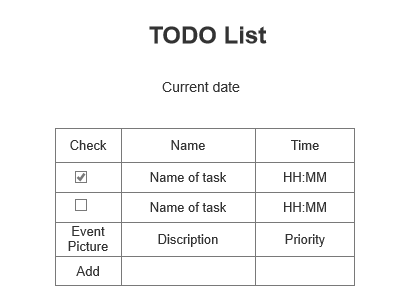 TODO List
Current date
Check Name Time
Name of task HH:MM
Name of task HH:MM
Event Picture Discription Priority
Add